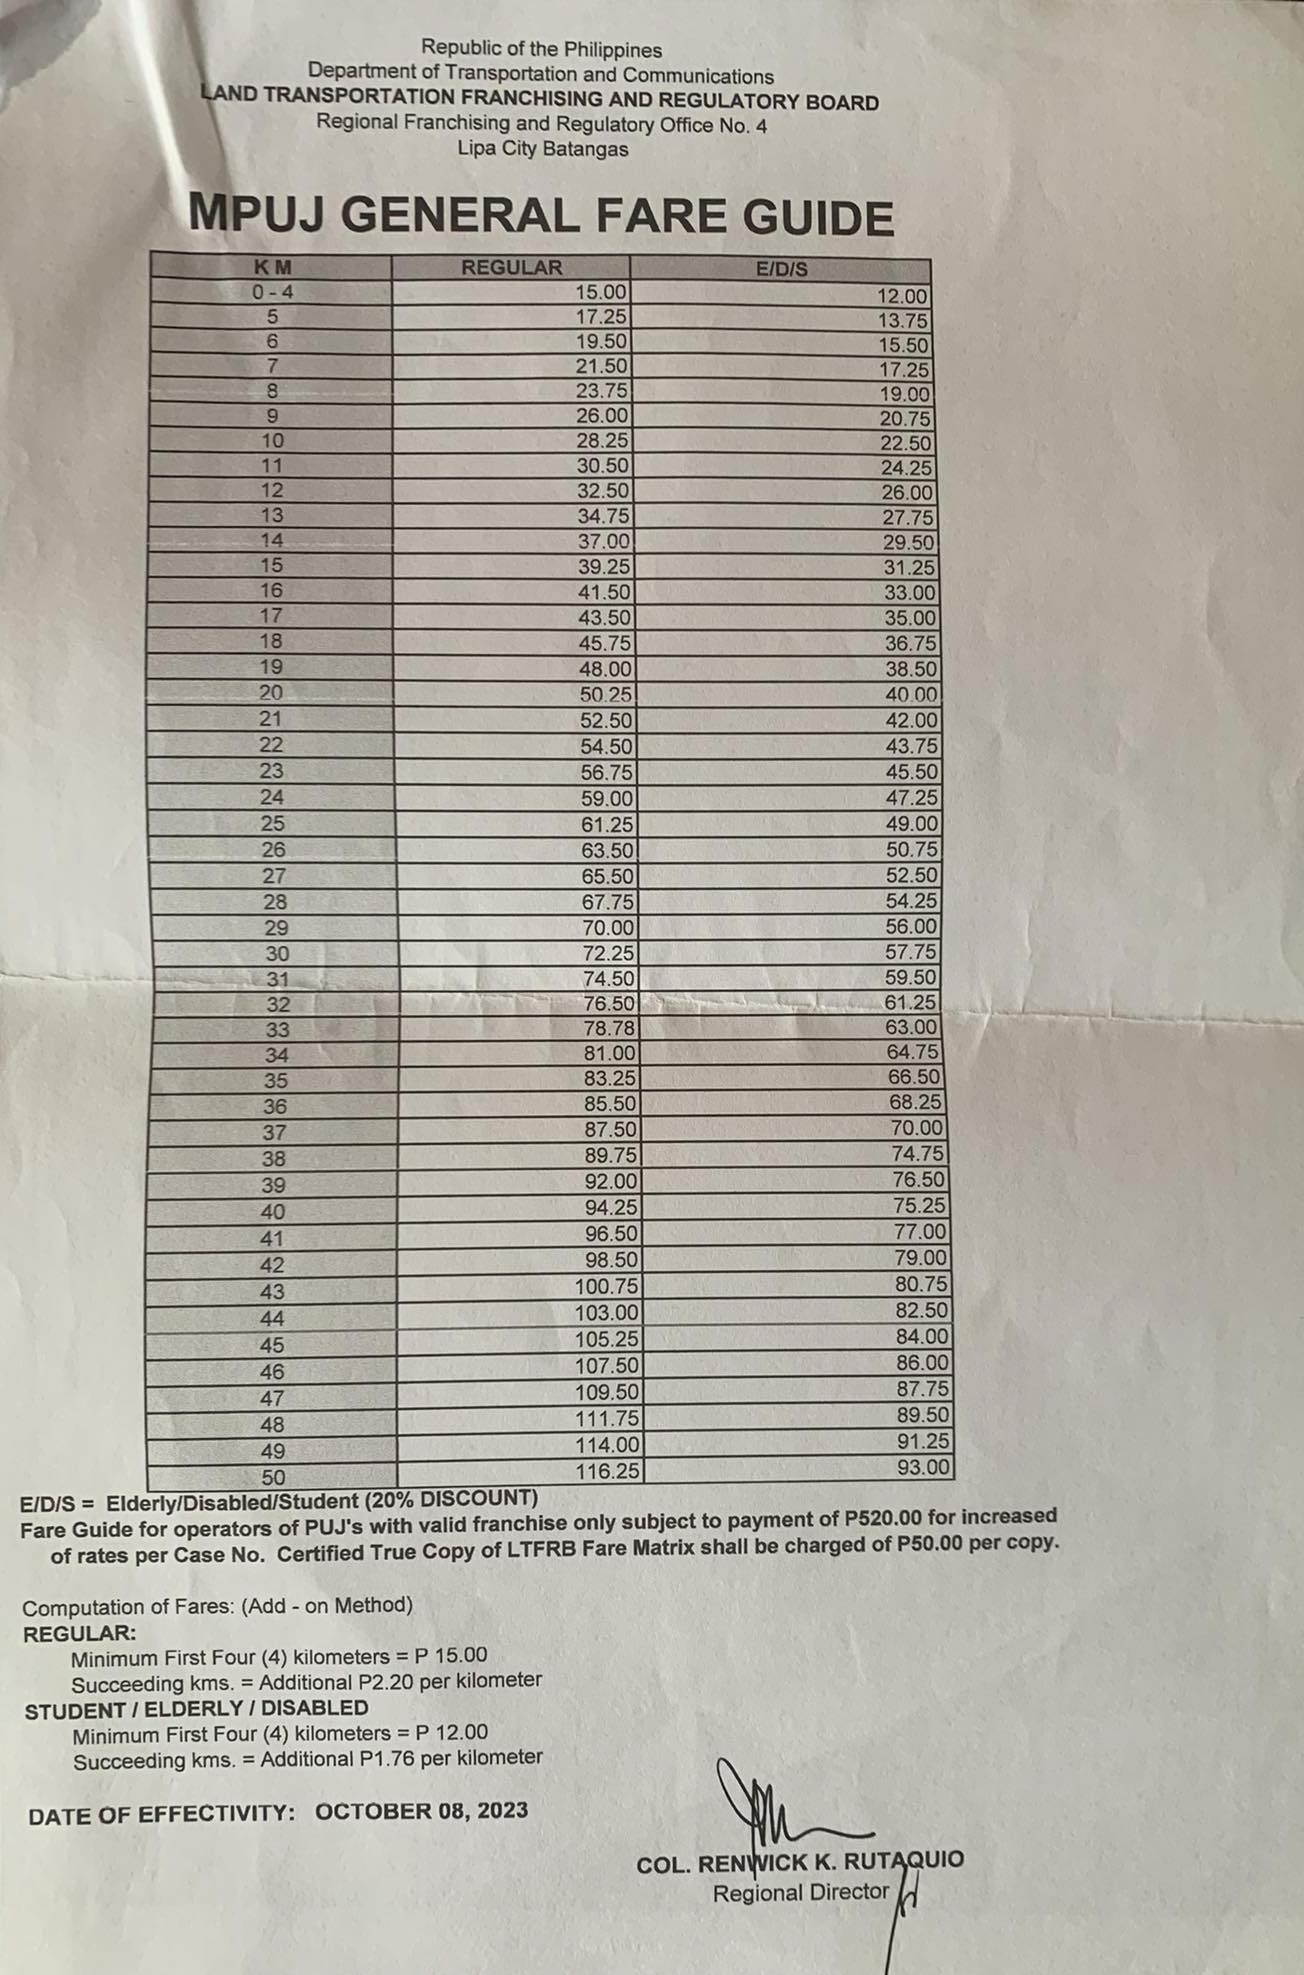 Republic of the Philippines
Department of Transportation and Communications
LAND TRANSPORTATION FRANCHISING AND REGULATORY BOARD
Regional Franchising and Regulatory Office No. 4
Lipa City Batangas
MPUJ GENERAL FARE GUIDE
K M REGULAR E/D/S
0 - 4 15.00 12.00
5 17.25 13.75
6 19.50 15.50
7 21.50 17.25
8 23.75 19.00
9 26.00 20.75
10 28.25 22.50
11 30.50 24.25
12 32.50 26.00
13 34.75 27.75
14 37.00 29.50
15 39.25 31.25
16 41.50 33.00
17 43.50 35.00
18 45.75 36.75
19 48.00 38.50
20 50.25 40.00
21 52.50 42.00
22 54.50 43.75
23 56.75 45.50
24 59.00 47.25
25 61.25 49.00
26 63.50 50.75
27 65.50 52.50
28 67.75 54.25
29 70.00 56.00
30 72.25 57.75
31 74.50 59.50
32 76.50 61.25
33 78.78 63.00
34 81.00 64.75
35 83.25 66.50
36 85.50 68.25
37 87.50 70.00
38 89.75 74.75
39 92.00 76.50
40 94.25 75.25
41 96.50 77.00
42 98.50 79.00
43 100.75 80.75
44 103.00 82.50
45 105.25 84.00
46 107.50 86.00
47 109.50 87.75
48 111.75 89.50
49 114.00 91.25
50 116.25 93.00
E/D/S = Elderly/Disabled/Student (20% DISCOUNT)
Fare Guide for operators of PUJ's with valid franchise only subject to payment of P520.00 for increased
of rates per Case No. Certified True Copy of LTFRB Fare Matrix shall be charged of P50.00 per copy.
Computation of Fares: (Add - on Method)
REGULAR:
Minimum First Four (4) kilometers = P 15.00
Succeeding kms. = Additional P2.20 per kilometer
STUDENT / ELDERLY / DISABLED
Minimum First Four (4) kilometers = P 12.00
Succeeding kms. = Additional P1.76 per kilometer
DATE OF EFFECTIVITY: OCTOBER 08, 2023
COL. RENWICK K. RUTAQUIO
Regional Director